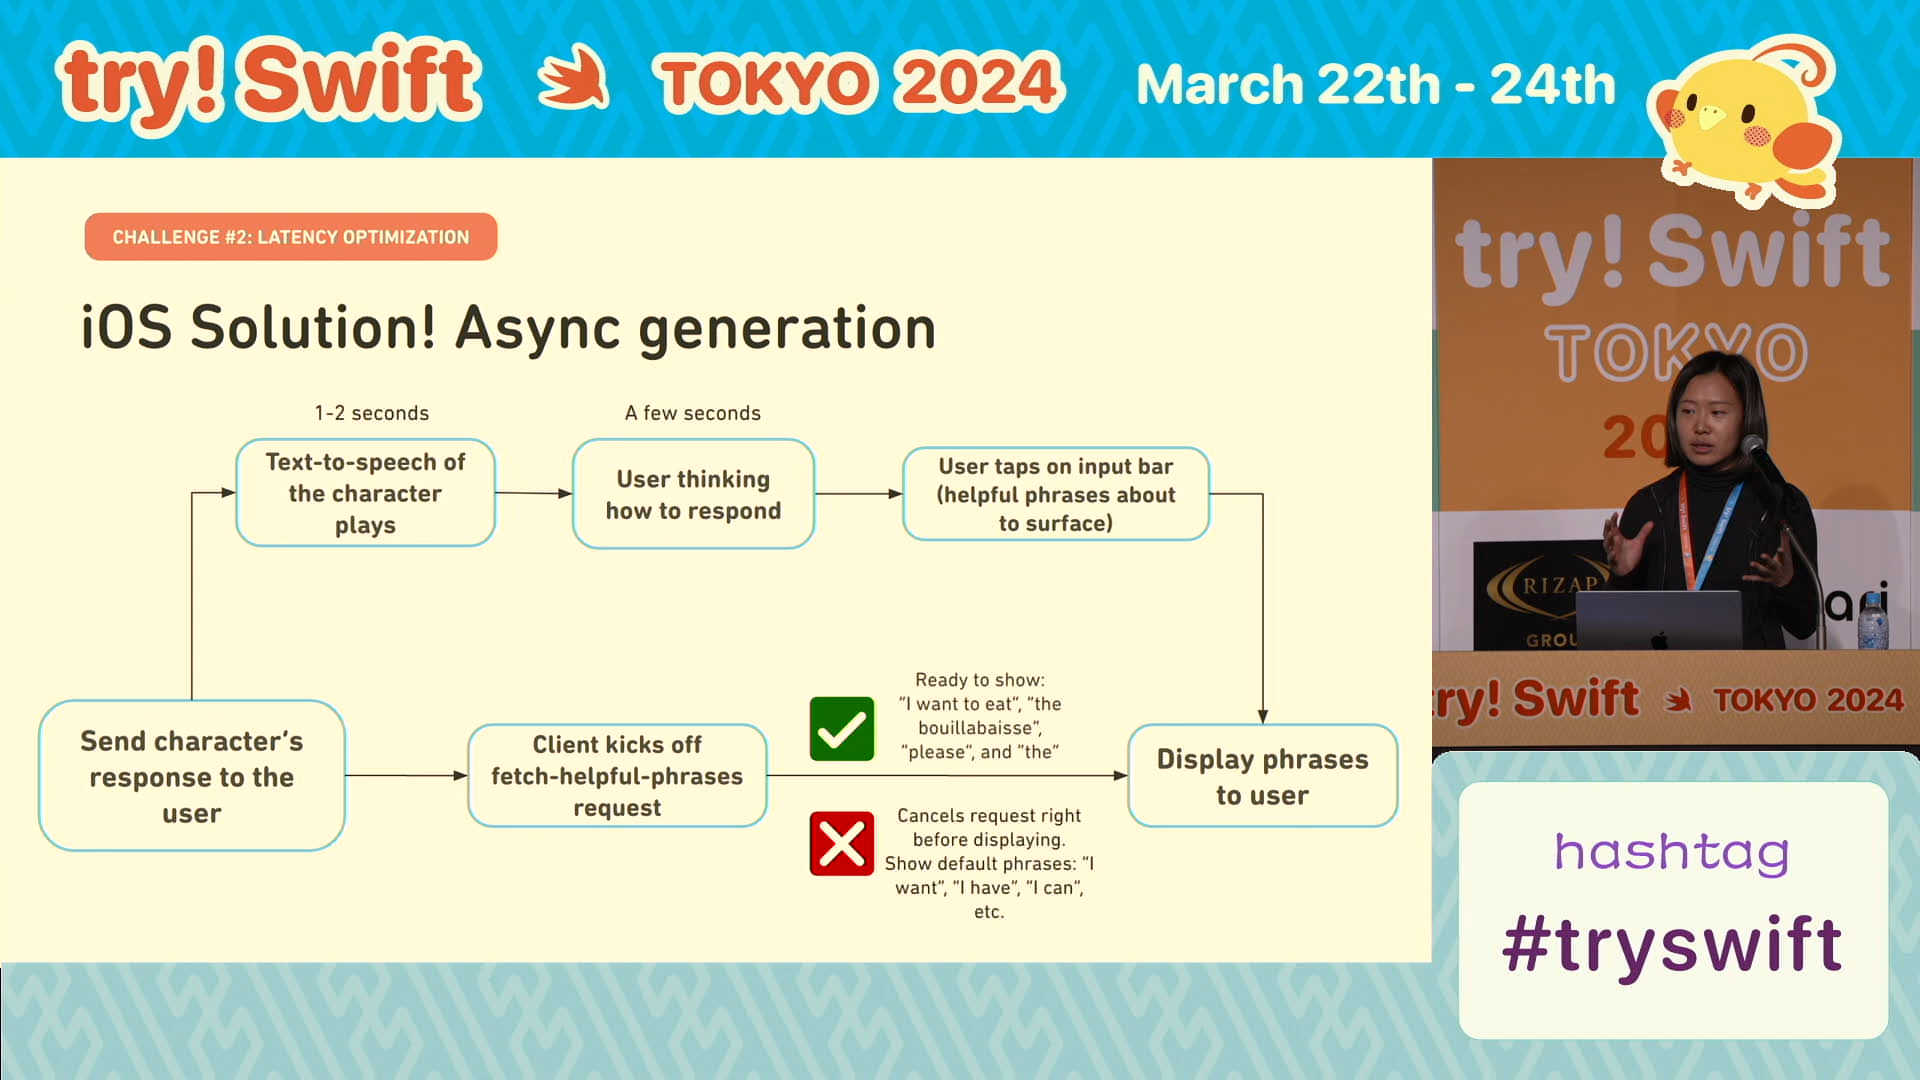 try! Swift TOKYO 2024 March 22th - 24th
CHALLENGE #2: LATENCY OPTIMIZATION
iOS Solution! Async generation
1-2 seconds
Text-to-speech of
the character
plays
A few seconds
User thinking
how to respond
User taps on input bar
(helpful phrases about
to surface)
Send character's
response to the
user
Client kicks off
fetch-helpful-phrases
request
Ready to show:
“I want to eat”, “the
bouillabaisse”,
“please”, and “the”
Cancels request right
before displaying.
Show default phrases: “I
want”, “I have”, “I can”,
etc.
Display phrases
to user
try! Swift
TOKYO
20
RIZAP
GROU
ari
try! Swift TOKYO 2024
hashtag
#tryswift